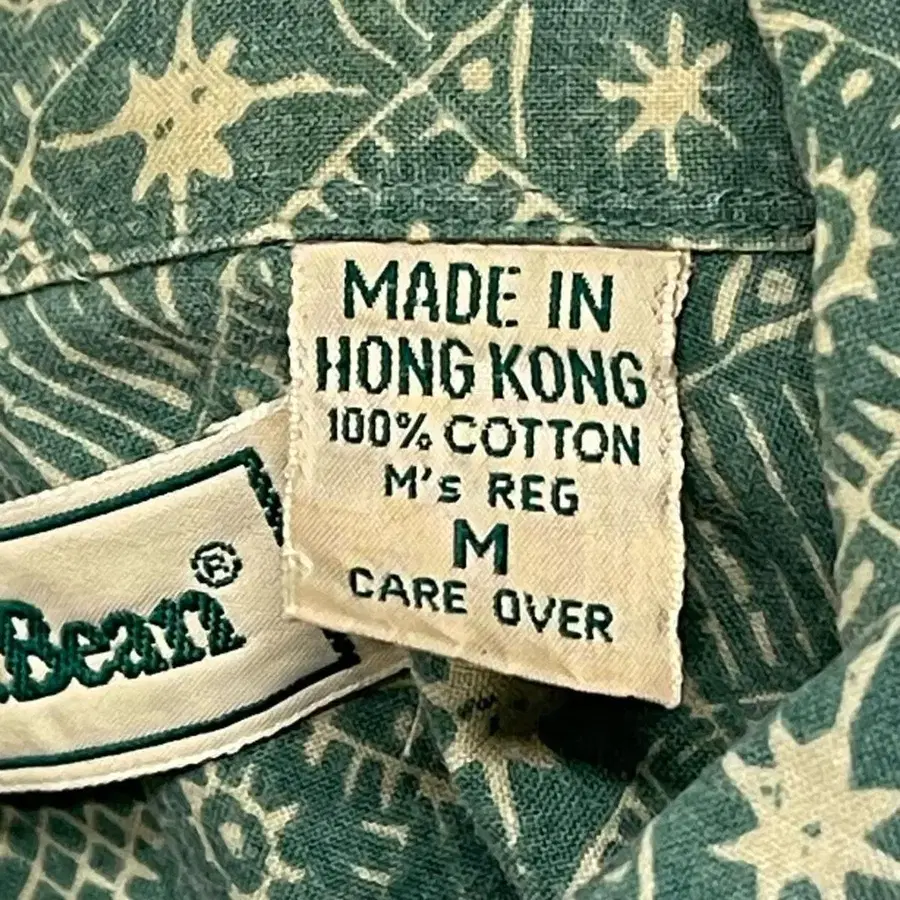 MADE IN
HONG KONG
100% COTTON
M's REG
M
CARE OVER
Bean®